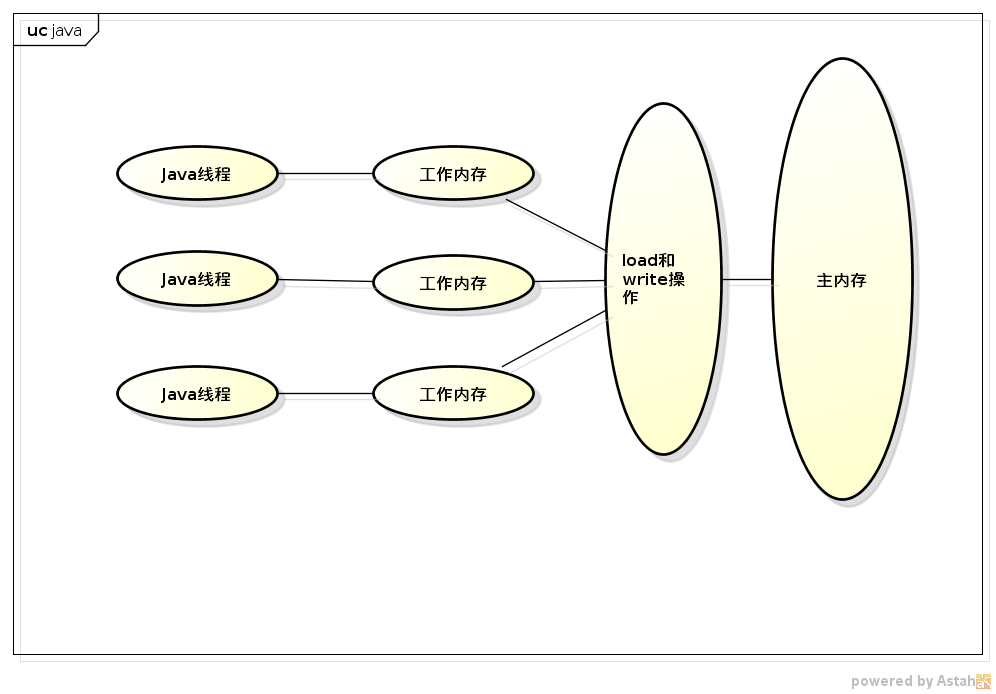 uc java
Java线程
工作内存
Java线程
工作内存
Java线程
工作内存
load和
write操
作
主内存
powered by Astah